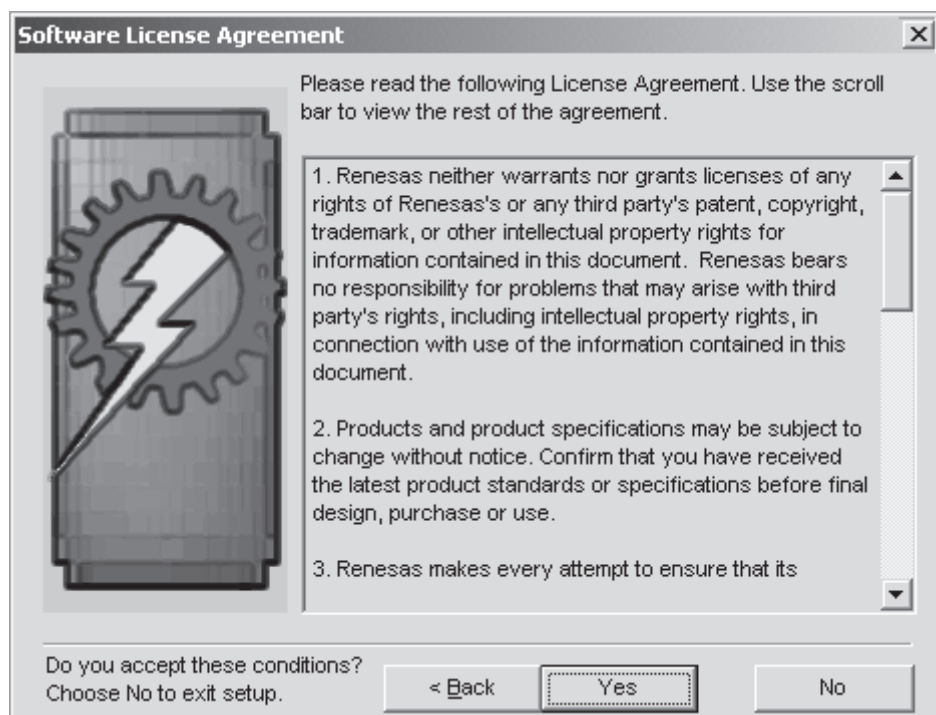 Software License Agreement
Please read the following License Agreement. Use the scroll
bar to view the rest of the agreement.
1. Renesas neither warrants nor grants licenses of any
rights of Renesas's or any third party's patent, copyright,
trademark, or other intellectual property rights for
information contained in this document.  Renesas bears
no responsibility for problems that may arise with third
party's rights, including intellectual property rights, in
connection with use of the information contained in this
document.
2. Products and product specifications may be subject to
change without notice. Confirm that you have received
the latest product standards or specifications before final
design, purchase or use.
3. Renesas makes every attempt to ensure that its
Do you accept these conditions?
Choose No to exit setup.
< Back
Yes
No